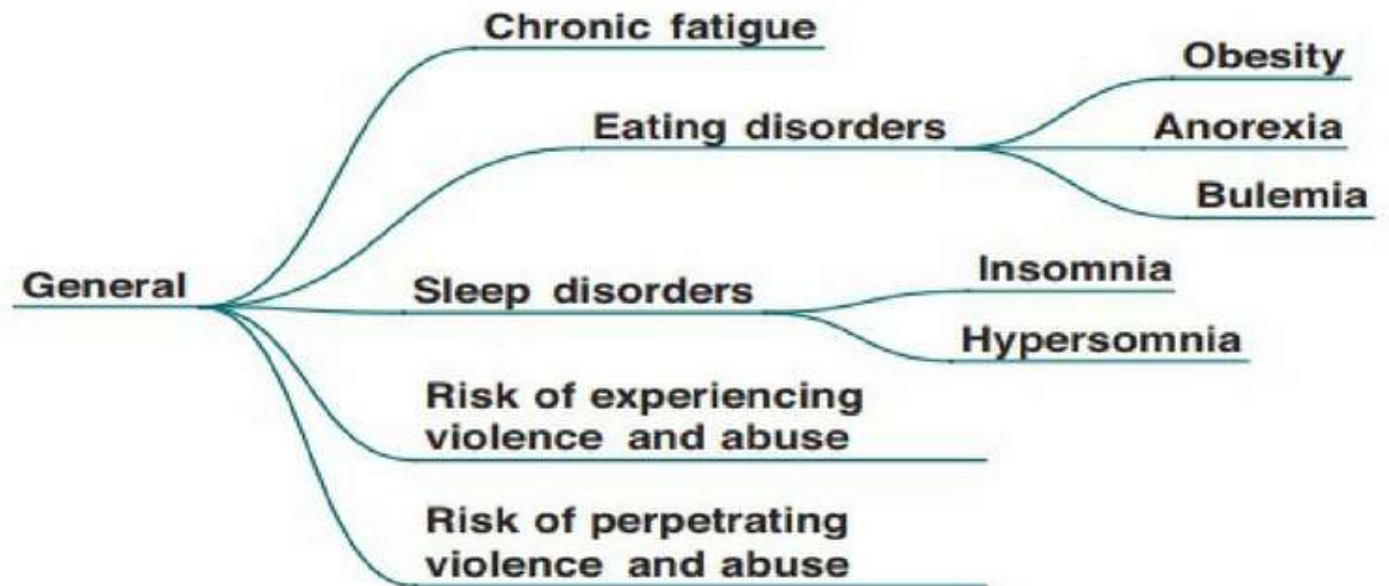 Chronic fatigue
Obesity
Eating disorders
Anorexia
Bulemia
General
Sleep disorders
Insomnia
Hypersomnia
Risk of experiencing
violence and abuse
Risk of perpetrating
violence and abuse